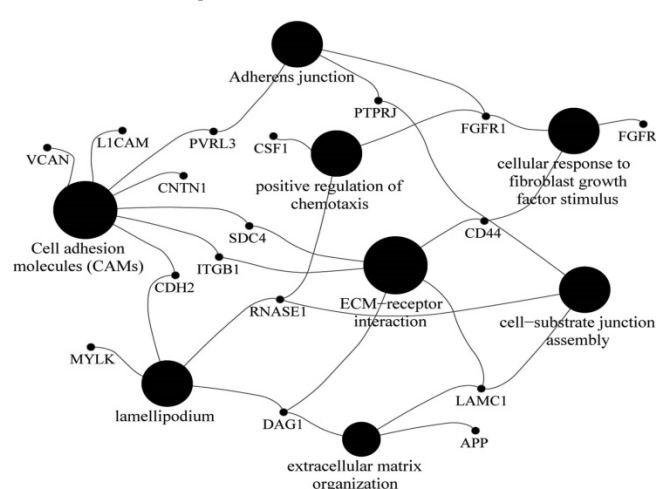 Adherens junction
PTPRJ
L1CAM
PVRL3
CSF1
FGFR1
FGFR
VCAN
cellular response to
fibroblast growth
factor stimulus
CNTN1
positive regulation of
chemotaxis
SDC4
CD44
Cell adhesion
molecules (CAMs)
ITGB1
CDH2
RNASE1
ECM−receptor
interaction
cell−substrate junction
assembly
MYLK
lamellipodium
DAG1
LAMC1
APP
extracellular matrix
organization